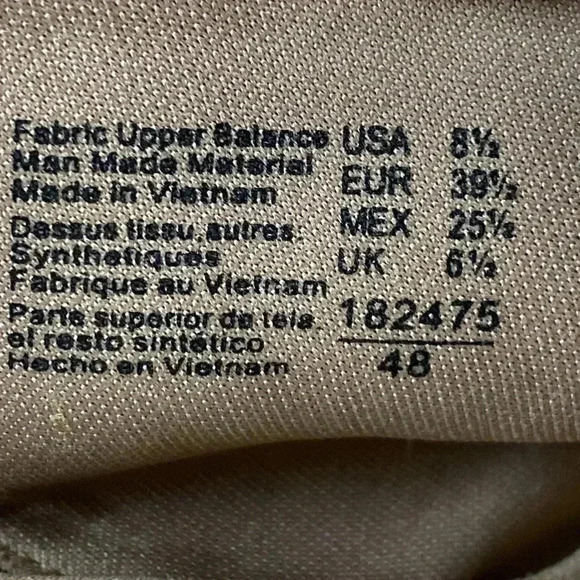 Fabric Upper Balance
Man Made Material
Made in Vietnam
Dessus tissu, autres:
Synthetiques
Fabrique au Vietnam
Parte superior de tela
el resto sintético
Hecho en Vietnam
USA 8½
EUR 39½
MEX 25½
UK 6½
182475
48